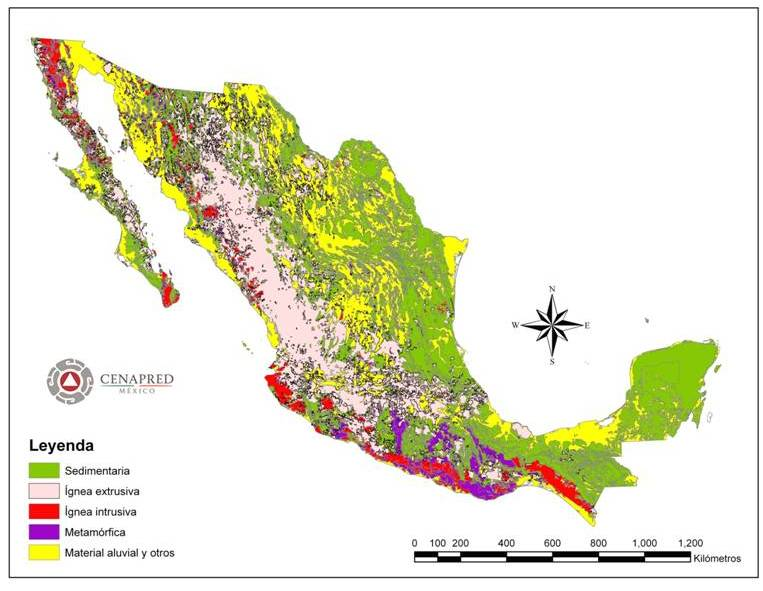 N
W E
S
CENAPRED
MÉXICO
Leyenda
Sedimentaria
Ígnea extrusiva
Ígnea intrusiva
Metamórfica
Material aluvial y otros
0 100 200 400 600 800 1,000 1,200
Kilómetros